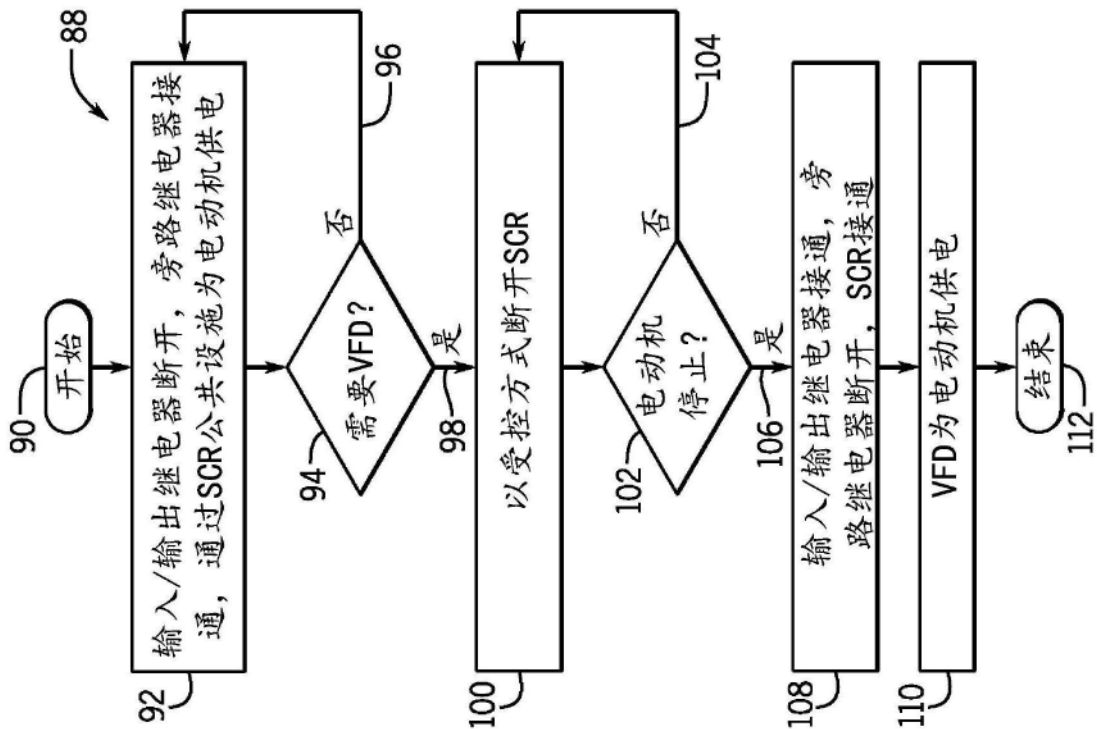 88
90
开始
92
输入/输出继电器断开，旁路继电器接
通，通过SCR公共设施为电动机供电
94
需要VFD?
否
96
是
98
100
以受控方式断开SCR
102
电动机
停止?
否
104
是
106
108
输入/输出继电器接通，旁
路继电器断开，SCR接通
110
VFD为电动机供电
结束
112